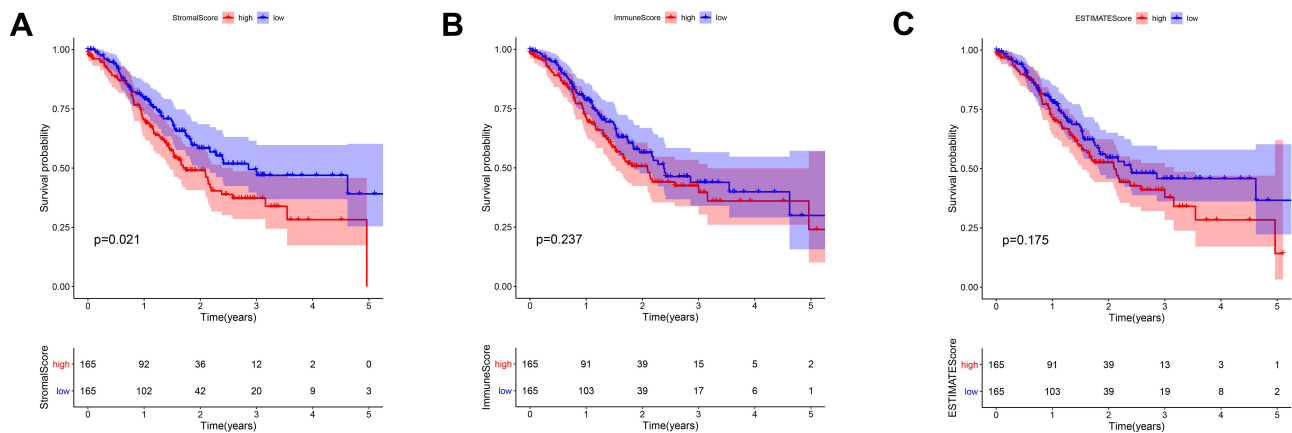 A
StromalScore high low
Survival probability
1.00
0.75
0.50
0.25
0.00
p=0.021
0 1 2 3 4 5
Time(years)
StromalScore
high 165 92 36 12 2 0
low 165 102 42 20 9 3
0 1 2 3 4 5
Time(years)
B
ImmuneScore high low
Survival probability
1.00
0.75
0.50
0.25
0.00
p=0.237
0 1 2 3 4 5
Time(years)
ImmuneScore
high 165 91 39 15 5 2
low 165 103 39 17 6 1
0 1 2 3 4 5
Time(years)
C
ESTIMATEScore high low
Survival probability
1.00
0.75
0.50
0.25
0.00
p=0.175
0 1 2 3 4 5
Time(years)
ESTIMATEScore
high 165 91 39 13 3 1
low 165 103 39 19 8 2
0 1 2 3 4 5
Time(years)